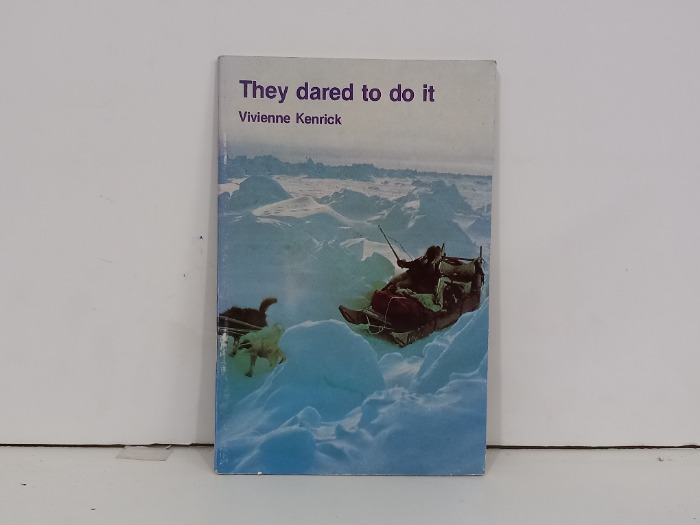 They dared to do it
Vivienne Kenrick